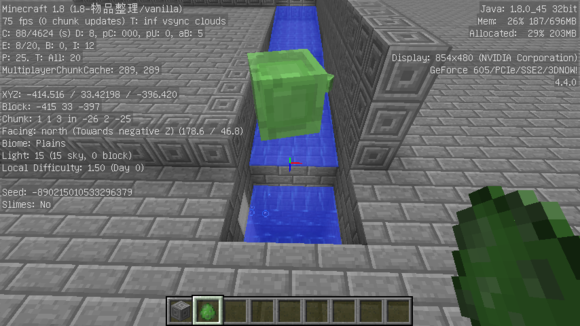 Minecraft 1.8 (1.8-物品整理/vanilla)
75 fps (0 chunk updates) T: inf vsync clouds
C: 88/4624 (s) D: 8, pC: 000, pU: 0, aB: 5
E: 8/20, B: 0, I: 12
P: 25, T: All: 20
MultiplayerChunkCache: 289, 289
XYZ: -414.516 / 33.42198 / -396.420
Block: -415 33 -397
Chunk: 1 1 3 in -26 2 -25
Facing: north (Towards negative Z) (178.6 / 46.8)
Biome: Plains
Light: 15 (15 sky, 0 block)
Local Difficulty: 1.50 (Day 0)
Seed: -890215010533296379
Slimes: No
Java: 1.8.0_45 32bit
Mem: 26% 187/696MB
Allocated: 29% 203MB
Display: 854x480 (NVIDIA Corporation)
GeForce 605/PCIe/SSE2/3DNOW!
4.4.0